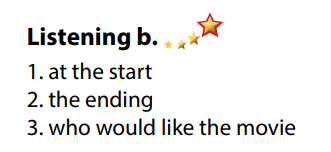 Listening b.
1. at the start
2. the ending
3. who would like the movie